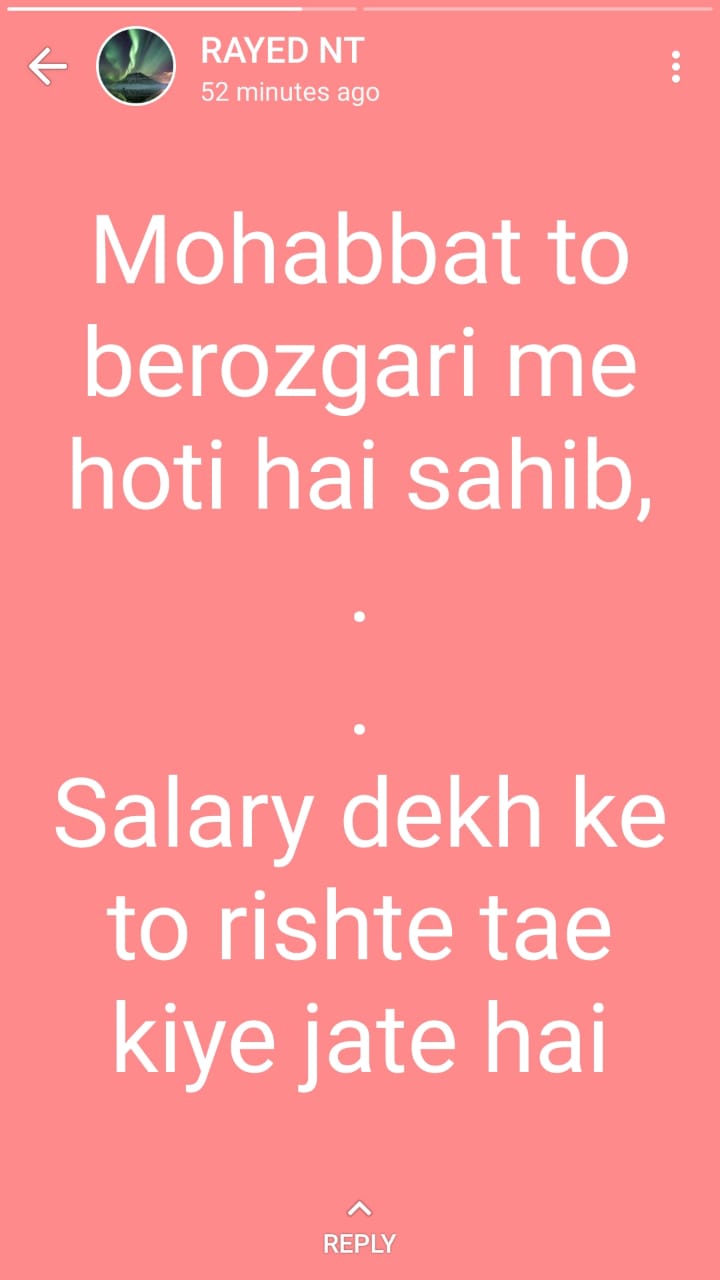 RAYED NT
52 minutes ago
Mohabbat to
berozgari me
hoti hai sahib,
.
.
Salary dekh ke
to rishte tae
kiye jate hai
REPLY